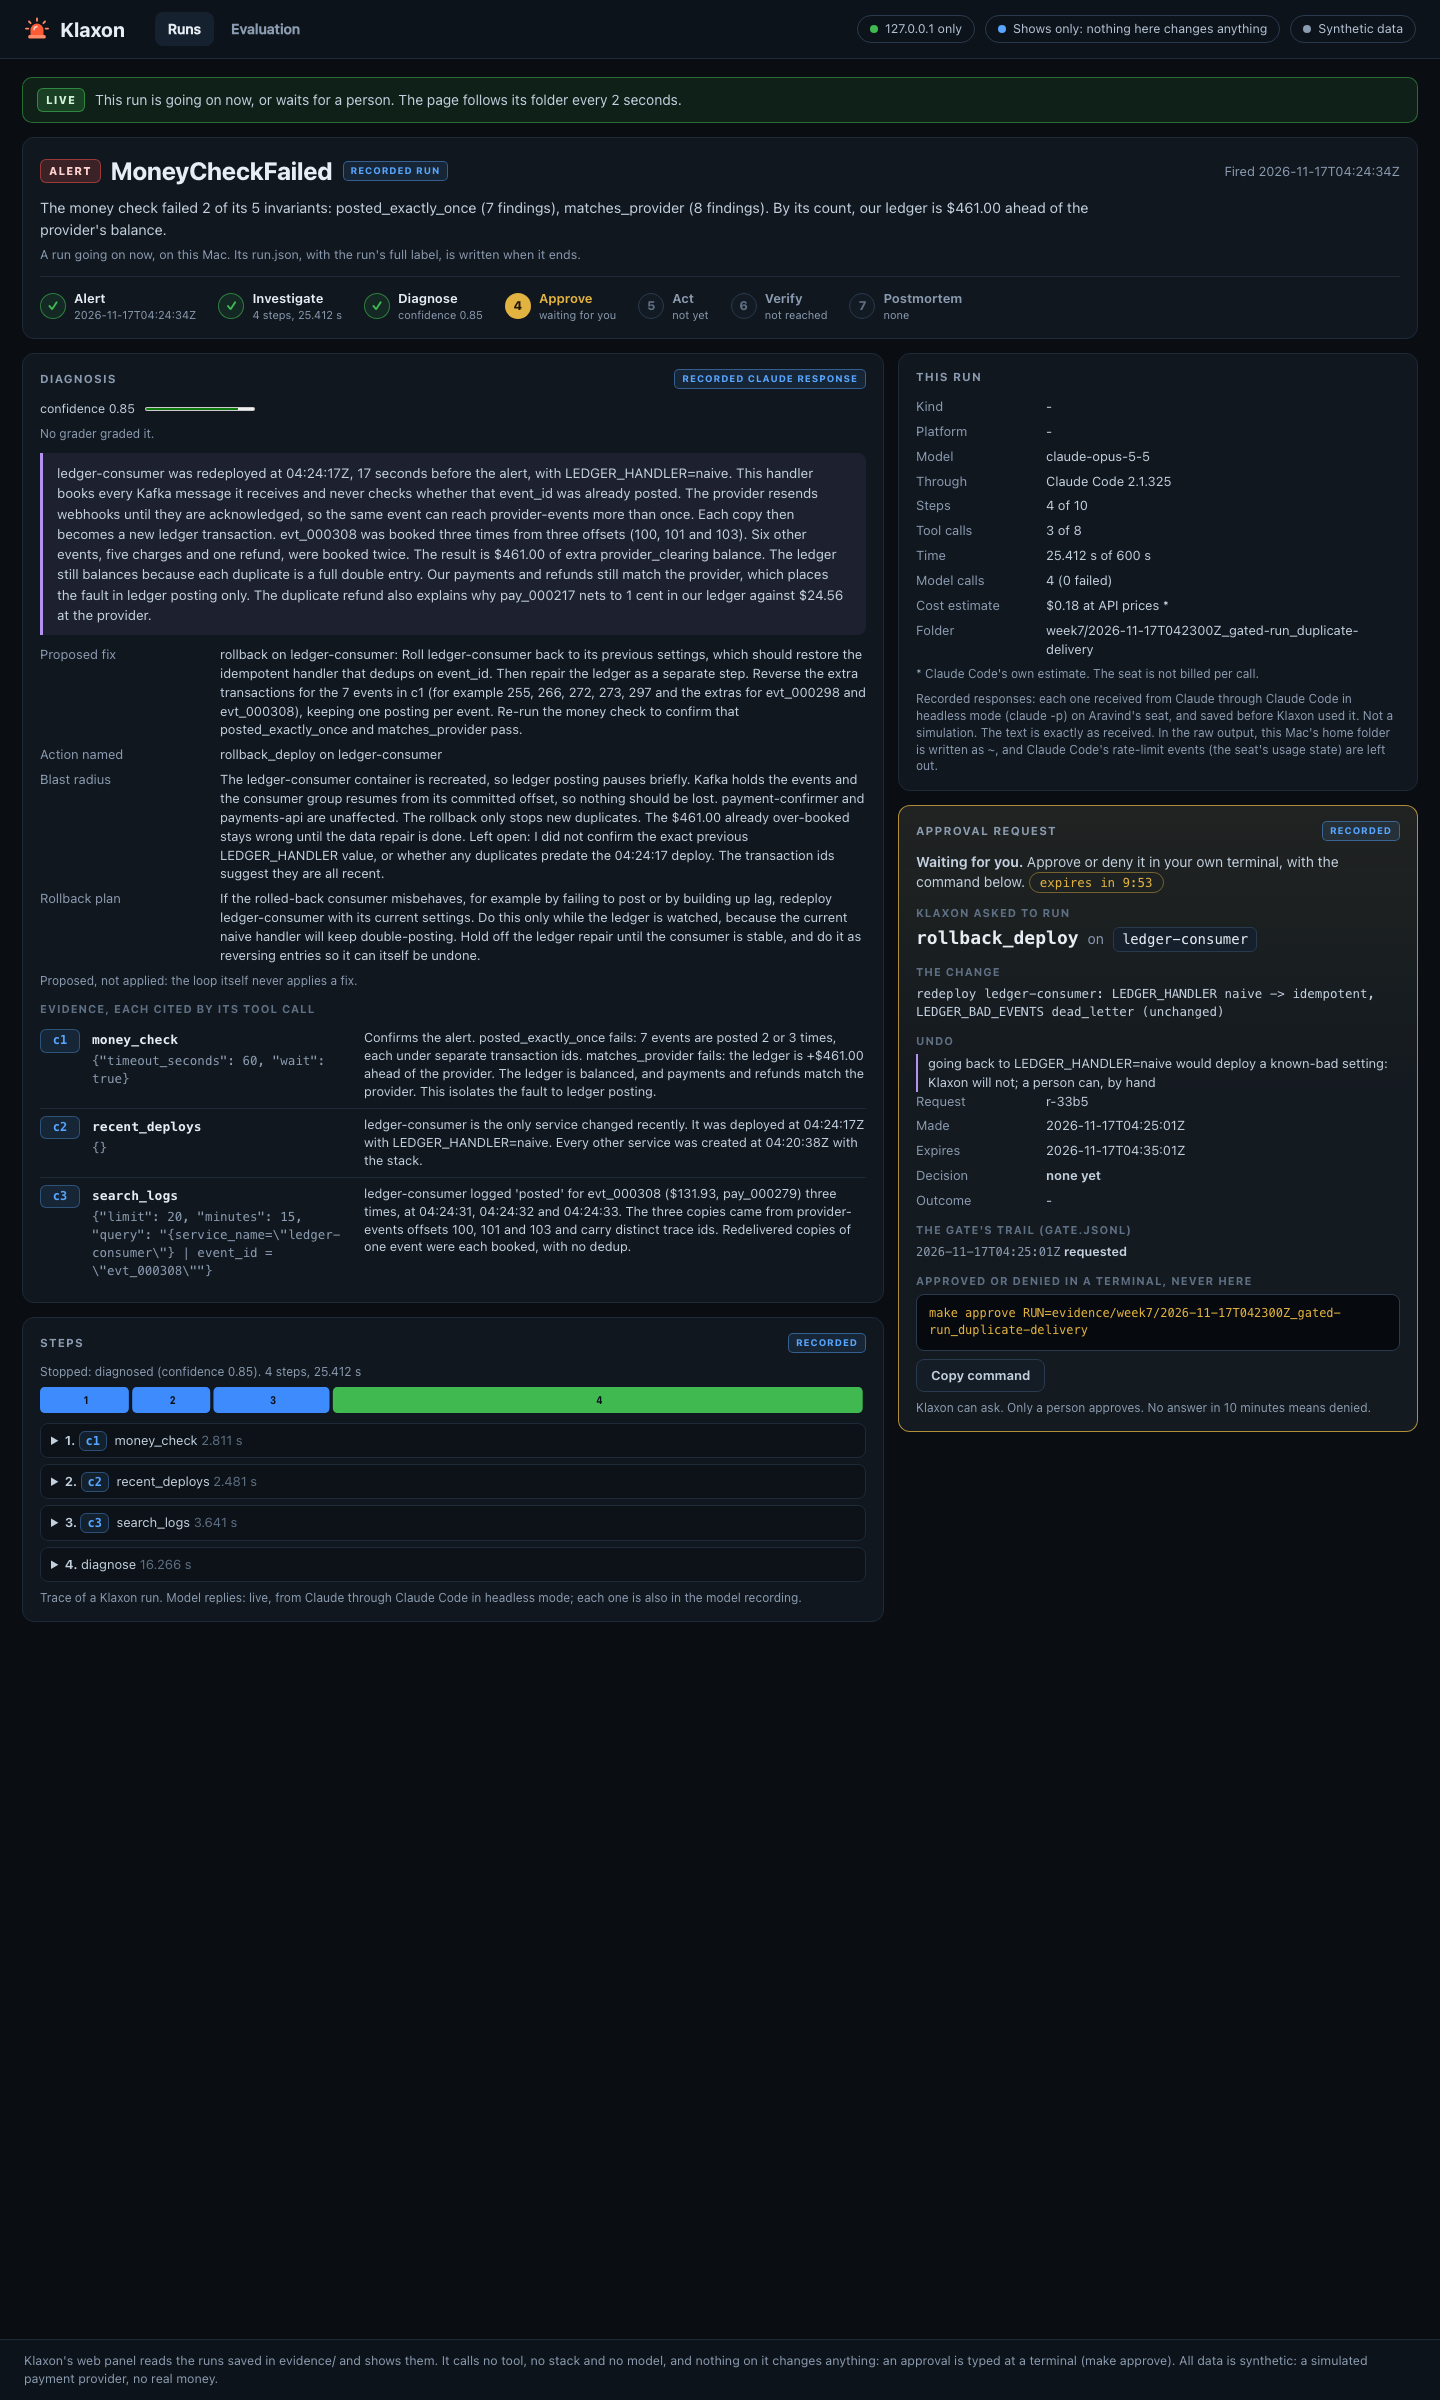 Klaxon
Runs
Evaluation
127.0.0.1 only
Shows only: nothing here changes anything
Synthetic data
LIVE
This run is going on now, or waits for a person. The page follows its folder every 2 seconds.
ALERT
MoneyCheckFailed
RECORDED RUN
Fired 2026-11-17T04:24:34Z
The money check failed 2 of its 5 invariants: posted_exactly_once (7 findings), matches_provider (8 findings). By its count, our ledger is $461.00 ahead of the
provider's balance.
A run going on now, on this Mac. Its run.json, with the run's full label, is written when it ends.
Alert
2026-11-17T04:24:34Z
Investigate
4 steps, 25.412 s
Diagnose
confidence 0.85
4
Approve
waiting for you
5
Act
not yet
6
Verify
not reached
7
Postmortem
none
DIAGNOSIS
RECORDED CLAUDE RESPONSE
confidence 0.85
No grader graded it.
ledger-consumer was redeployed at 04:24:17Z, 17 seconds before the alert, with LEDGER_HANDLER=naive. This handler
books every Kafka message it receives and never checks whether that event_id was already posted. The provider resends
webhooks until they are acknowledged, so the same event can reach provider-events more than once. Each copy then
becomes a new ledger transaction. evt_000308 was booked three times from three offsets (100, 101 and 103). Six other
events, five charges and one refund, were booked twice. The result is $461.00 of extra provider_clearing balance. The ledger
still balances because each duplicate is a full double entry. Our payments and refunds still match the provider, which places
the fault in ledger posting only. The duplicate refund also explains why pay_000217 nets to 1 cent in our ledger against $24.56
at the provider.
Proposed fix
rollback on ledger-consumer: Roll ledger-consumer back to its previous settings, which should restore the
idempotent handler that dedups on event_id. Then repair the ledger as a separate step. Reverse the extra
transactions for the 7 events in c1 (for example 255, 266, 272, 273, 297 and the extras for evt_000298 and
evt_000308), keeping one posting per event. Re-run the money check to confirm that
posted_exactly_once and matches_provider pass.
Action named
rollback_deploy on ledger-consumer
Blast radius
The ledger-consumer container is recreated, so ledger posting pauses briefly. Kafka holds the events and
the consumer group resumes from its committed offset, so nothing should be lost. payment-confirmer and
payments-api are unaffected. The rollback only stops new duplicates. The $461.00 already over-booked
stays wrong until the data repair is done. Left open: I did not confirm the exact previous
LEDGER_HANDLER value, or whether any duplicates predate the 04:24:17 deploy. The transaction ids
suggest they are all recent.
Rollback plan
If the rolled-back consumer misbehaves, for example by failing to post or by building up lag, redeploy
ledger-consumer with its current settings. Do this only while the ledger is watched, because the current
naive handler will keep double-posting. Hold off the ledger repair until the consumer is stable, and do it as
reversing entries so it can itself be undone.
Proposed, not applied: the loop itself never applies a fix.
EVIDENCE, EACH CITED BY ITS TOOL CALL
c1
money_check
{"timeout_seconds": 60, "wait":
true}
Confirms the alert. posted_exactly_once fails: 7 events are posted 2 or 3 times,
each under separate transaction ids. matches_provider fails: the ledger is +$461.00
ahead of the provider. The ledger is balanced, and payments and refunds match the
provider. This isolates the fault to ledger posting.
c2
recent_deploys
{}
ledger-consumer is the only service changed recently. It was deployed at 04:24:17Z
with LEDGER_HANDLER=naive. Every other service was created at 04:20:38Z with
the stack.
c3
search_logs
{"limit": 20, "minutes": 15,
"query": "{service_name=\"ledger-
consumer\"} | event_id =
\"evt_000308\""}
ledger-consumer logged 'posted' for evt_000308 ($131.93, pay_000279) three
times, at 04:24:31, 04:24:32 and 04:24:33. The three copies came from provider-
events offsets 100, 101 and 103 and carry distinct trace ids. Redelivered copies of
one event were each booked, with no dedup.
STEPS
RECORDED
Stopped: diagnosed (confidence 0.85). 4 steps, 25.412 s
1
2
3
4
1. c1 money_check 2.811 s
2. c2 recent_deploys 2.481 s
3. c3 search_logs 3.641 s
4. diagnose 16.266 s
Trace of a Klaxon run. Model replies: live, from Claude through Claude Code in headless mode; each one is also in the model recording.
THIS RUN
Kind
-
Platform
-
Model
claude-opus-5-5
Through
Claude Code 2.1.325
Steps
4 of 10
Tool calls
3 of 8
Time
25.412 s of 600 s
Model calls
4 (0 failed)
Cost estimate
$0.18 at API prices *
Folder
week7/2026-11-17T042300Z_gated-run_duplicate-
delivery
* Claude Code's own estimate. The seat is not billed per call.
Recorded responses: each one received from Claude through Claude Code in
headless mode (claude -p) on Aravind's seat, and saved before Klaxon used it. Not a
simulation. The text is exactly as received. In the raw output, this Mac's home folder
is written as ~, and Claude Code's rate-limit events (the seat's usage state) are left
out.
APPROVAL REQUEST
RECORDED
Waiting for you. Approve or deny it in your own terminal, with the
command below. expires in 9:53
KLAXON ASKED TO RUN
rollback_deploy on ledger-consumer
THE CHANGE
redeploy ledger-consumer: LEDGER_HANDLER naive -> idempotent,
LEDGER_BAD_EVENTS dead_letter (unchanged)
UNDO
going back to LEDGER_HANDLER=naive would deploy a known-bad setting:
Klaxon will not; a person can, by hand
Request
r-33b5
Made
2026-11-17T04:25:01Z
Expires
2026-11-17T04:35:01Z
Decision
none yet
Outcome
-
THE GATE'S TRAIL (GATE.JSONL)
2026-11-17T04:25:01Z requested
APPROVED OR DENIED IN A TERMINAL, NEVER HERE
make approve RUN=evidence/week7/2026-11-17T042300Z_gated-
run_duplicate-delivery
Copy command
Klaxon can ask. Only a person approves. No answer in 10 minutes means denied.
Klaxon's web panel reads the runs saved in evidence/ and shows them. It calls no tool, no stack and no model, and nothing on it changes anything: an approval is typed at a terminal (make approve). All data is synthetic: a simulated
payment provider, no real money.